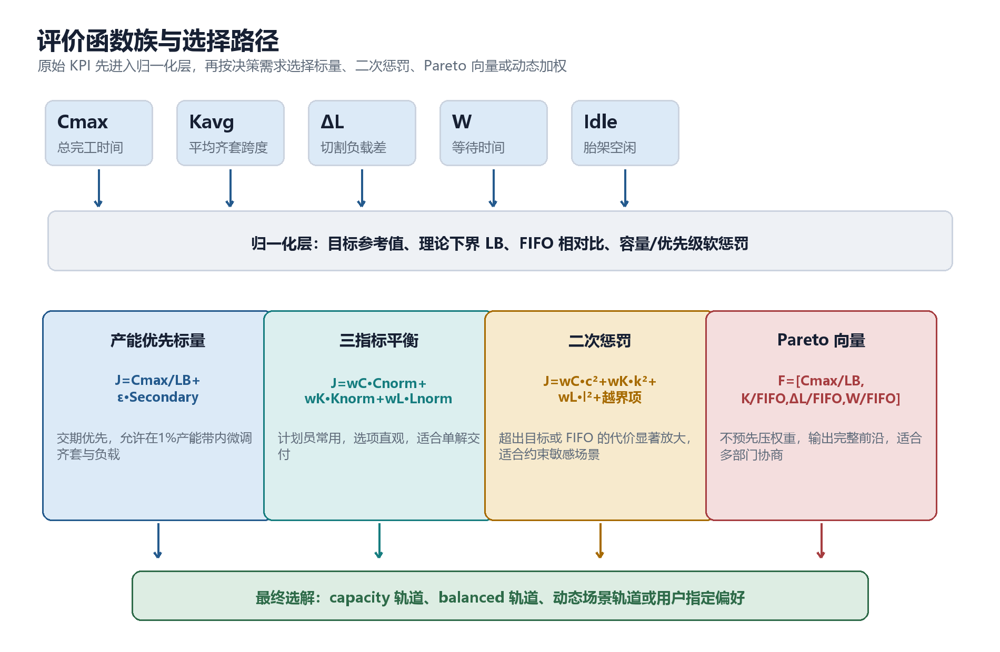 评价函数族与选择路径
原始 KPI 先进入归一化层，再按决策需求选择标量、二次惩罚、Pareto 向量或动态加权
Cmax
总完工时间
Kavg
平均齐套跨度
ΔL
切割负载差
W
等待时间
Idle
胎架空闲
归一化层：目标参考值、理论下界 LB、FIFO 相对比、容量/优先级软惩罚
产能优先标量
J=Cmax/LB+
ε•Secondary
交期优先，允许在1%产能带内微调
齐套与负载
三指标平衡
J=wC•Cnorm+
wK•Knorm+wL•Lnorm
计划员常用，选项直观，适合单解交
付
二次惩罚
J=wC•c²+wK•k²+
wL•l²+越界项
超出目标或 FIFO 的代价显著放大，
适合约束敏感场景
Pareto 向量
F=[Cmax/LB,
K/FIFO,ΔL/FIFO,W/FIFO]
不预先压权重，输出完整前沿，适合
多部门协商
最终选解：capacity 轨道、balanced 轨道、动态场景轨道或用户指定偏好